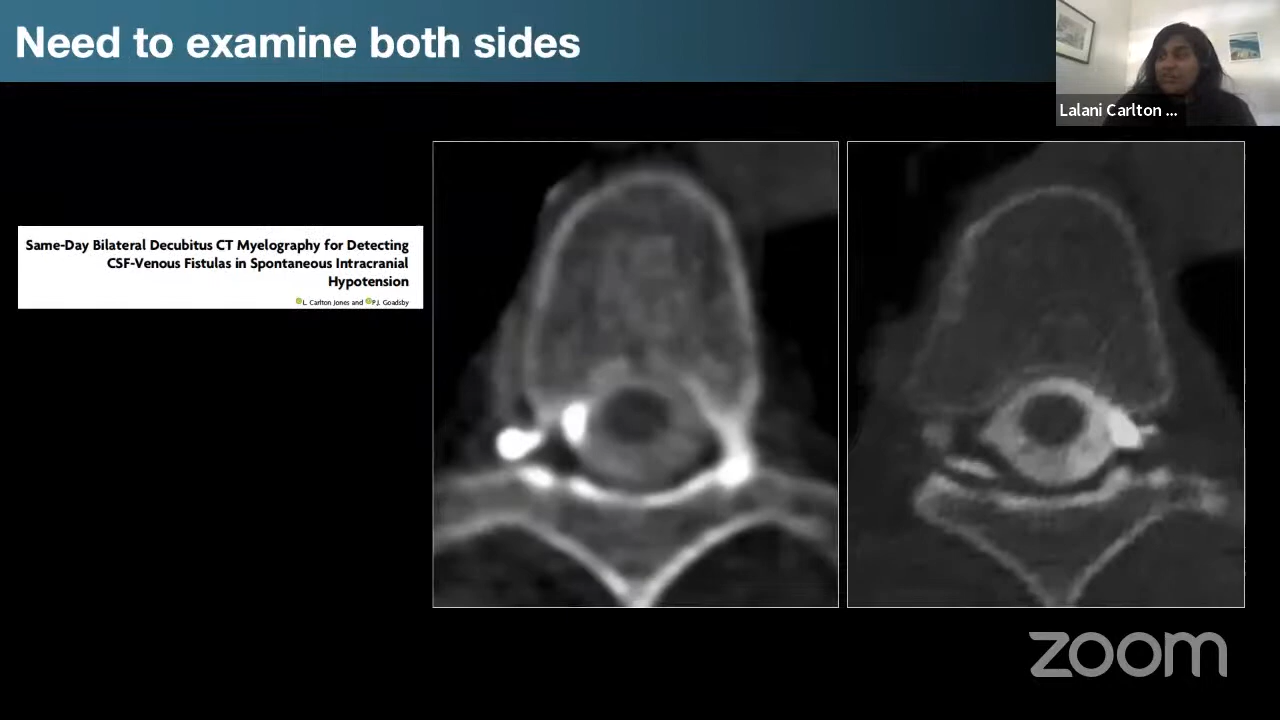 Need to examine both sides
Lalani Carlton ...
Same-Day Bilateral Decubitus CT Myelography for Detecting
CSF-Venous Fistulas in Spontaneous Intracranial
Hypotension
L. Carlton Jones and P.J. Goadsby
zoom